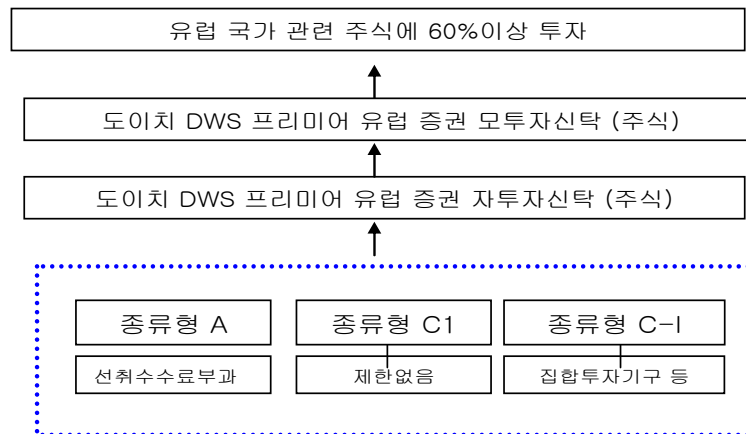 유럽 국가 관련 주식에 60%이상 투자
도이치 DWS 프리미어 유럽 증권 모투자신탁 (주식)
도이치 DWS 프리미어 유럽 증권 자투자신탁 (주식)
종류형 A
종류형 C1
종류형 C-I
선취수수료부과
제한없음
집합투자기구 등